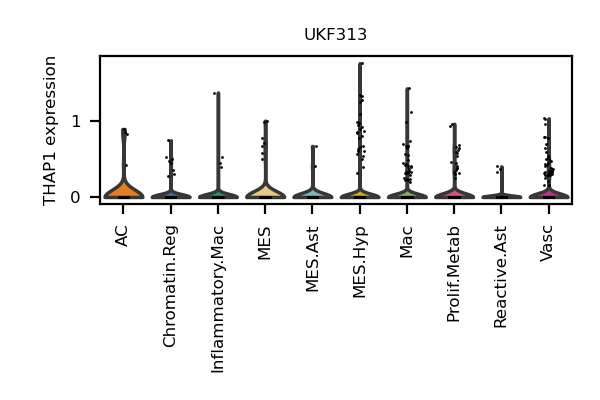 UKF313
THAP1 expression
1
0
AC
Chromatin.Reg
Inflammatory.Mac
MES
MES.Ast
MES.Hyp
Mac
Prolif.Metab
Reactive.Ast
Vasc